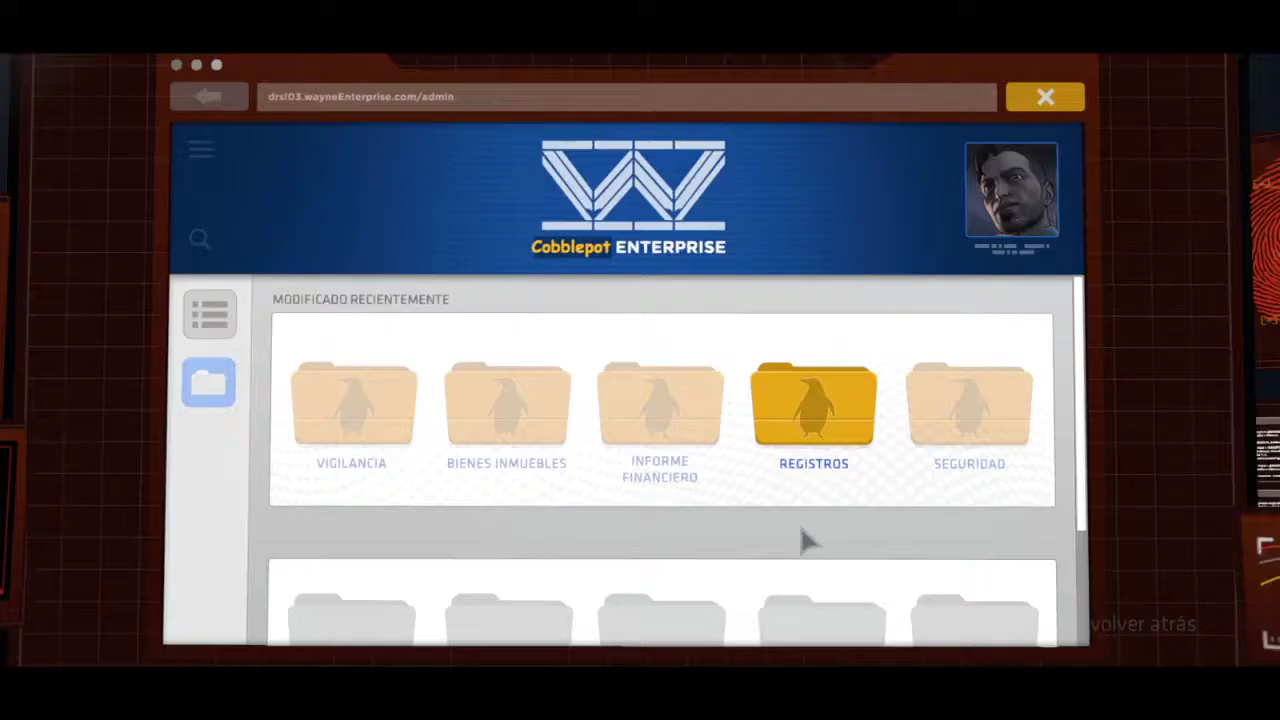 drsl03.wayneEnterprise.com/admin
Cobblepot ENTERPRISE
MODIFICADO RECIENTEMENTE
VIGILANCIA
BIENES INMUEBLES
INFORME
FINANCIERO
REGISTROS
SEGURIDAD
volver atrás